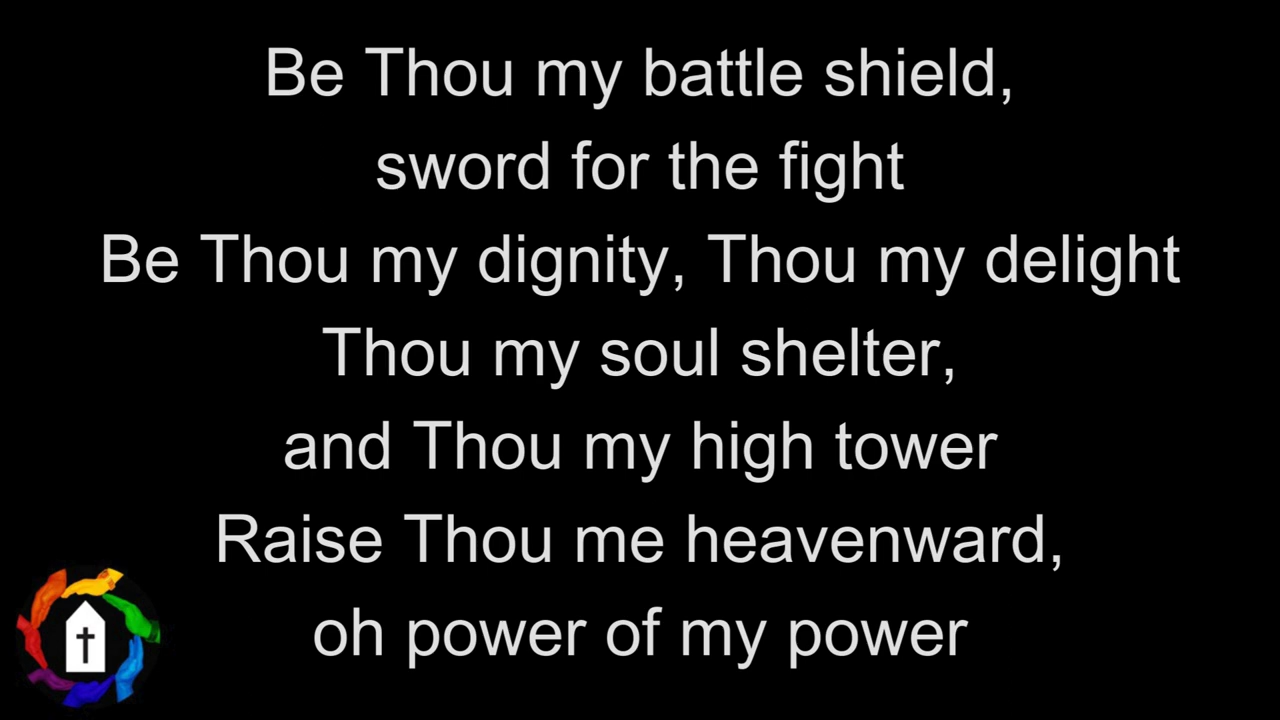 Be Thou my battle shield,
sword for the fight
Be Thou my dignity, Thou my delight
Thou my soul shelter,
and Thou my high tower
Raise Thou me heavenward,
oh power of my power